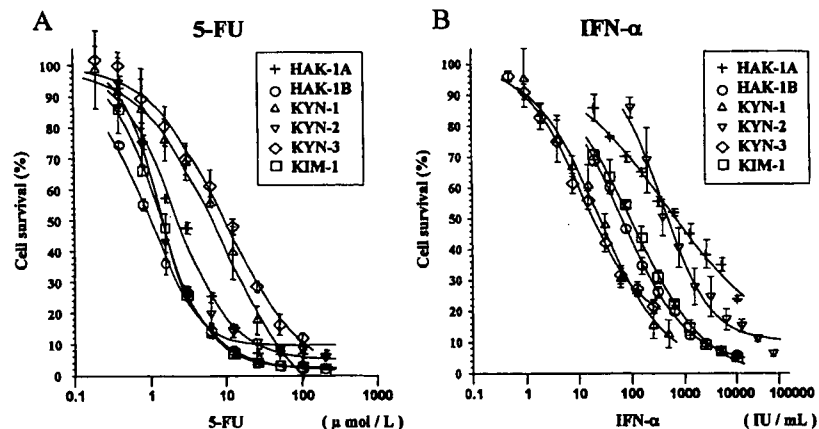 A
5-FU
Cell survival (%)
100
90
80
70
60
50
40
30
20
10
0
HAK-1A
HAK-1B
KYN-1
KYN-2
KYN-3
KIM-1
0.1
1
10
100
1000
5-FU
( μ mol / L )
B
IFN-α
Cell survival (%)
100
90
80
70
60
50
40
30
20
10
0
HAK-1A
HAK-1B
KYN-1
KYN-2
KYN-3
KIM-1
0.1
1
10
100
1000
10000
100000
IFN-α
( IU / mL )